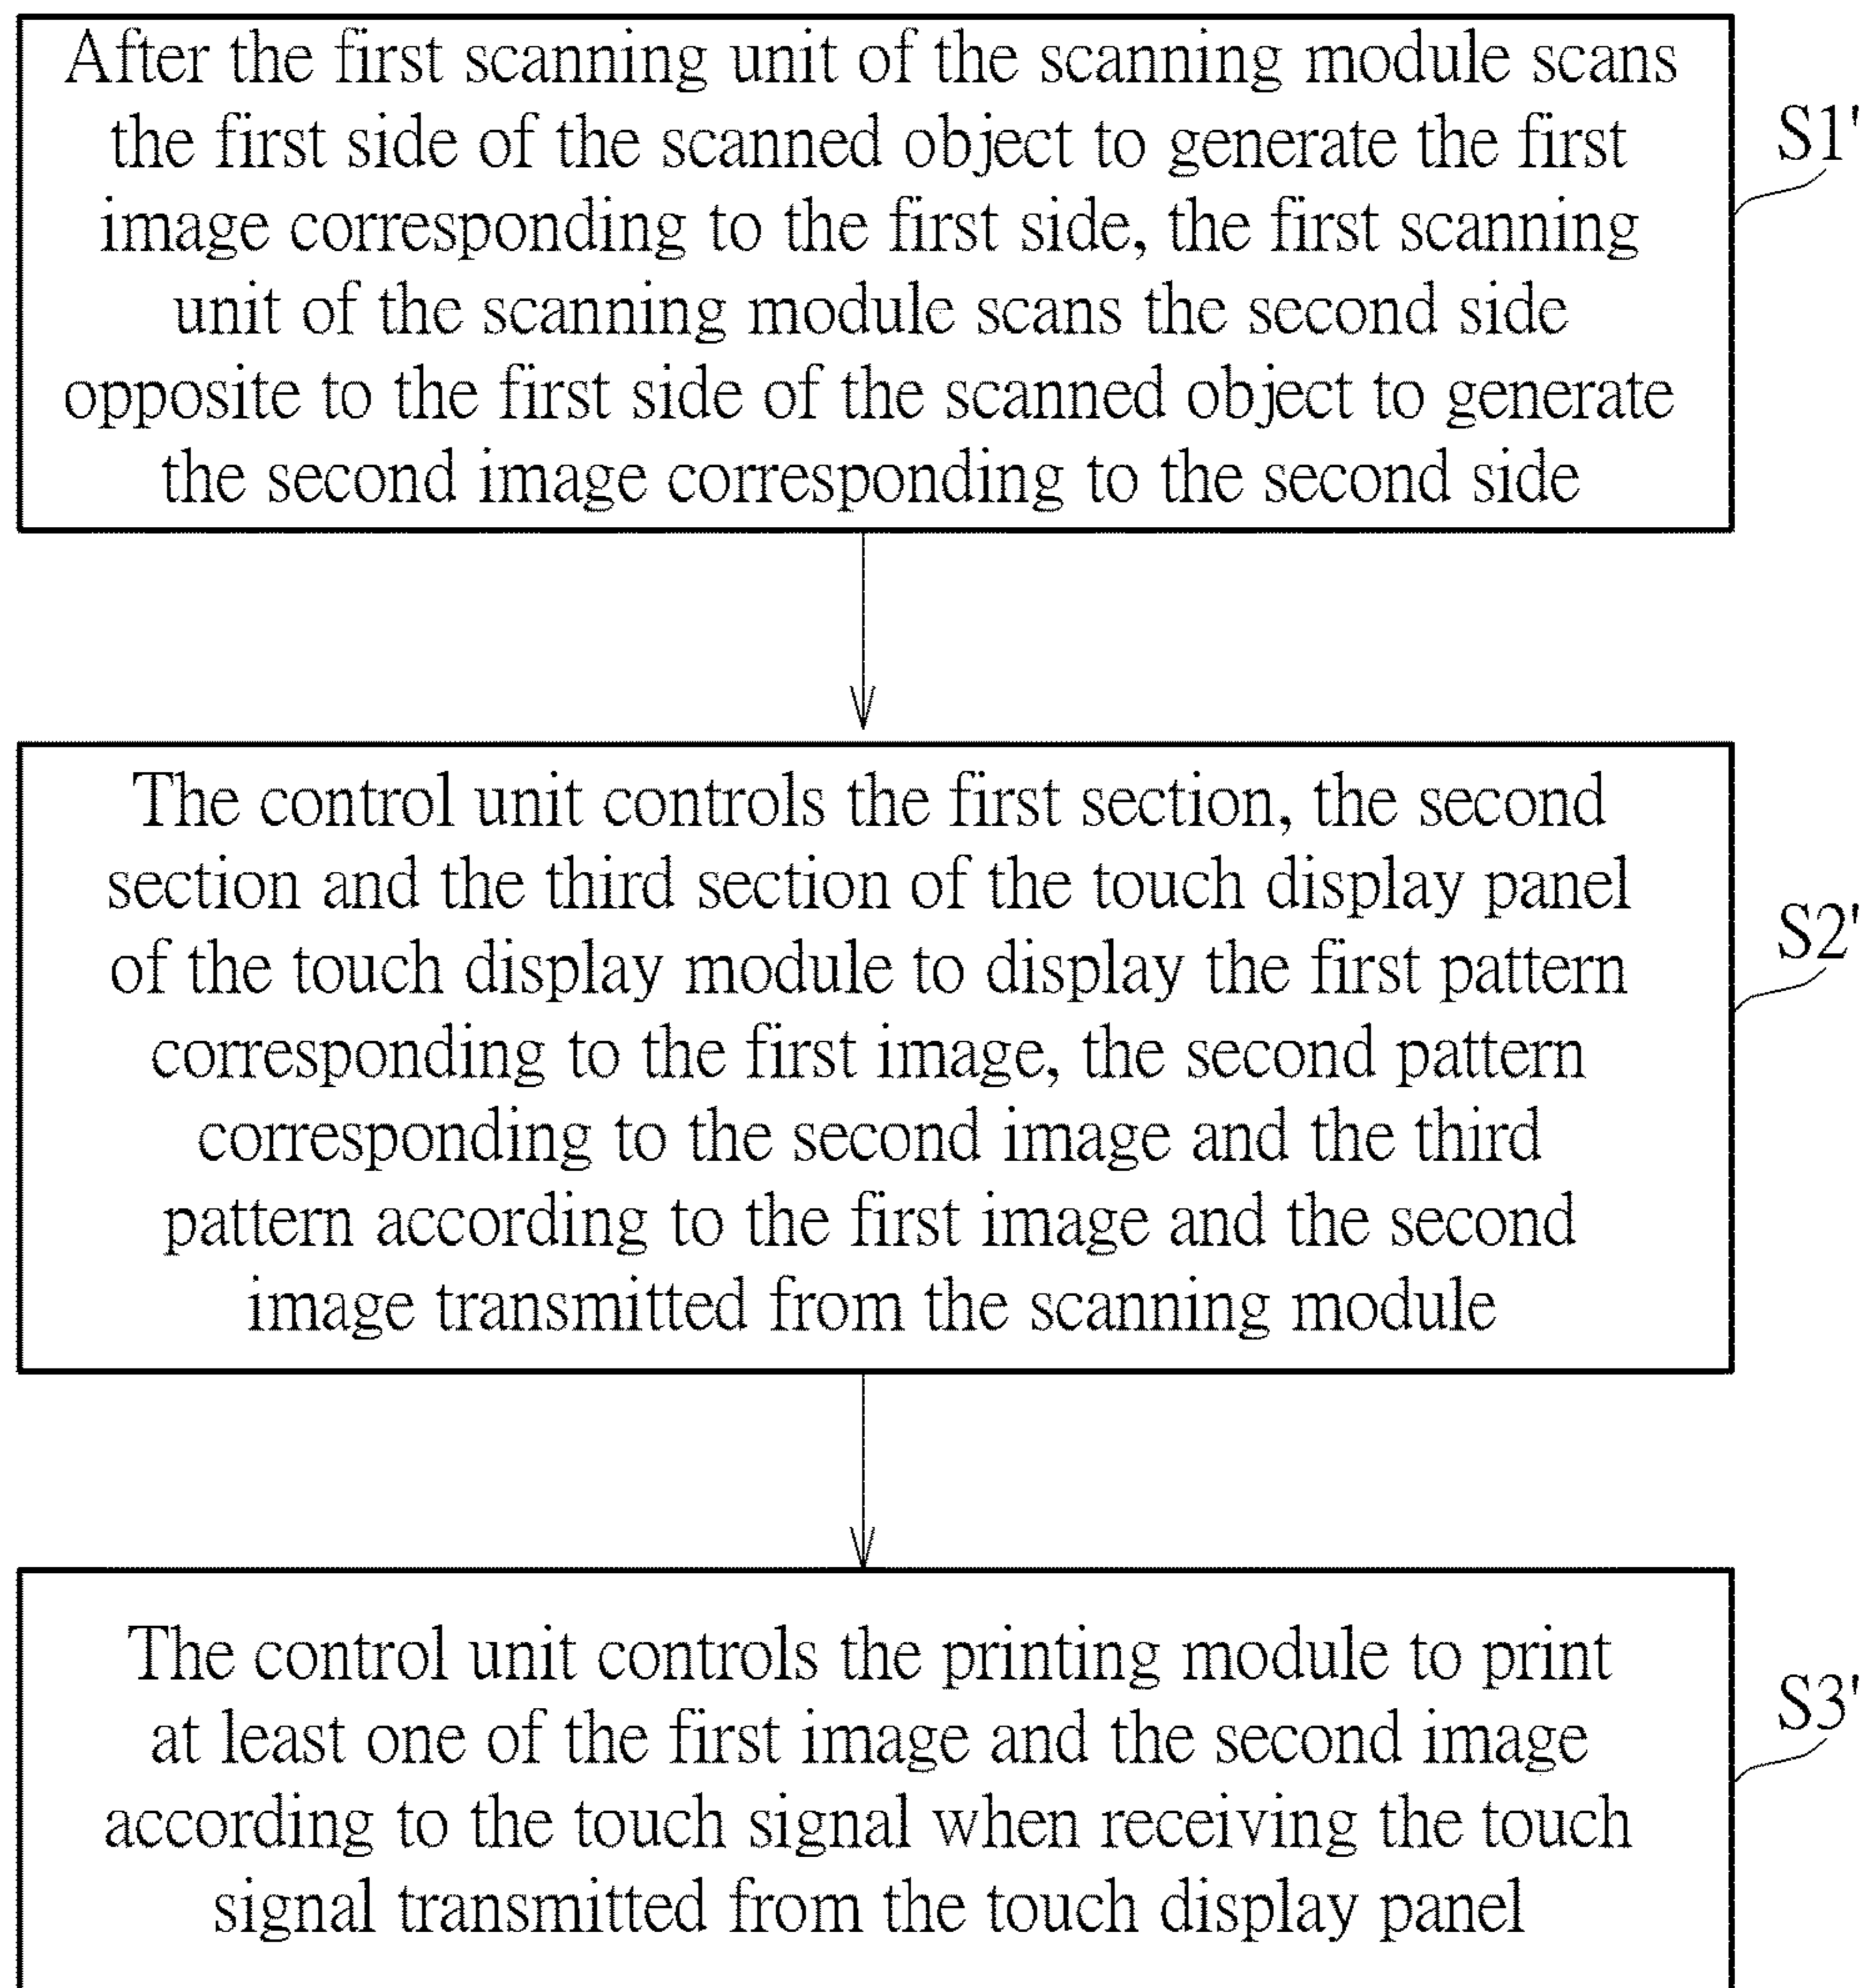 After the first scanning unit of the scanning module scans
the first side of the scanned object to generate the first
image corresponding to the first side, the first scanning
unit of the scanning module scans the second side
opposite to the first side of the scanned object to generate
the second image corresponding to the second side
S1'
The control unit controls the first section, the second
section and the third section of the touch display panel
of the touch display module to display the first pattern
corresponding to the first image, the second pattern
corresponding to the second image and the third
pattern according to the first image and the second
image transmitted from the scanning module
S2'
The control unit controls the printing module to print
at least one of the first image and the second image
according to the touch signal when receiving the touch
signal transmitted from the touch display panel
S3'